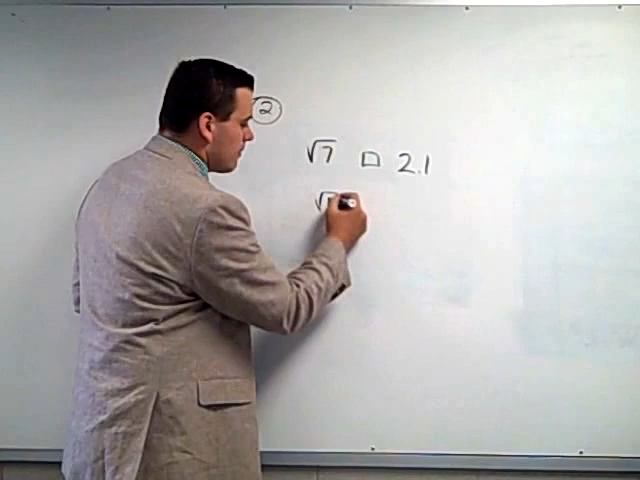 2
√7 □ 2.1
√